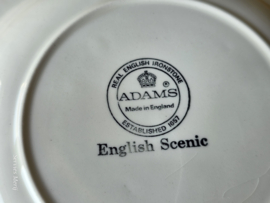 REAL ENGLISH IRONSTONE
ADAMS ®
Made in England
ESTABLISHED 1657
English Scenic